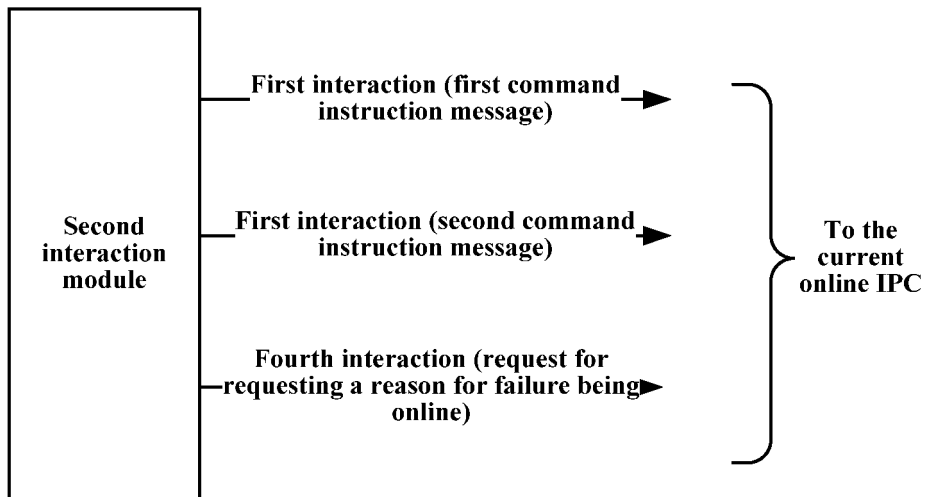 First interaction (first command
instruction message)
Second
interaction
module
First interaction (second command
instruction message)
To the
current
online IPC
Fourth interaction (request for
requesting a reason for failure being
online)